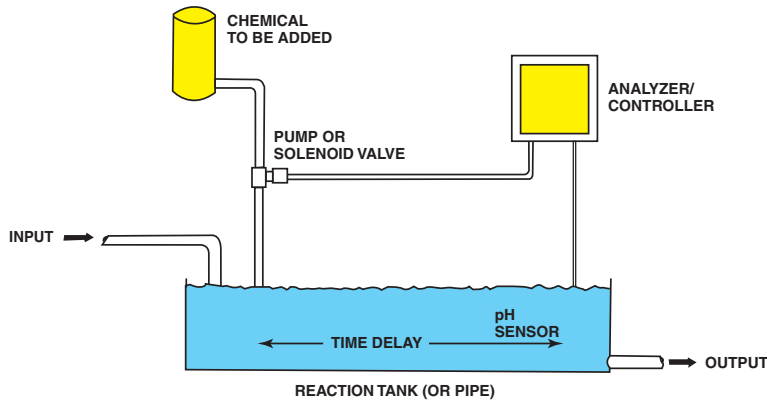 CHEMICAL
TO BE ADDED
ANALYZER/
CONTROLLER
PUMP OR
SOLENOID VALVE
INPUT
pH
SENSOR
TIME DELAY
OUTPUT
REACTION TANK (OR PIPE)